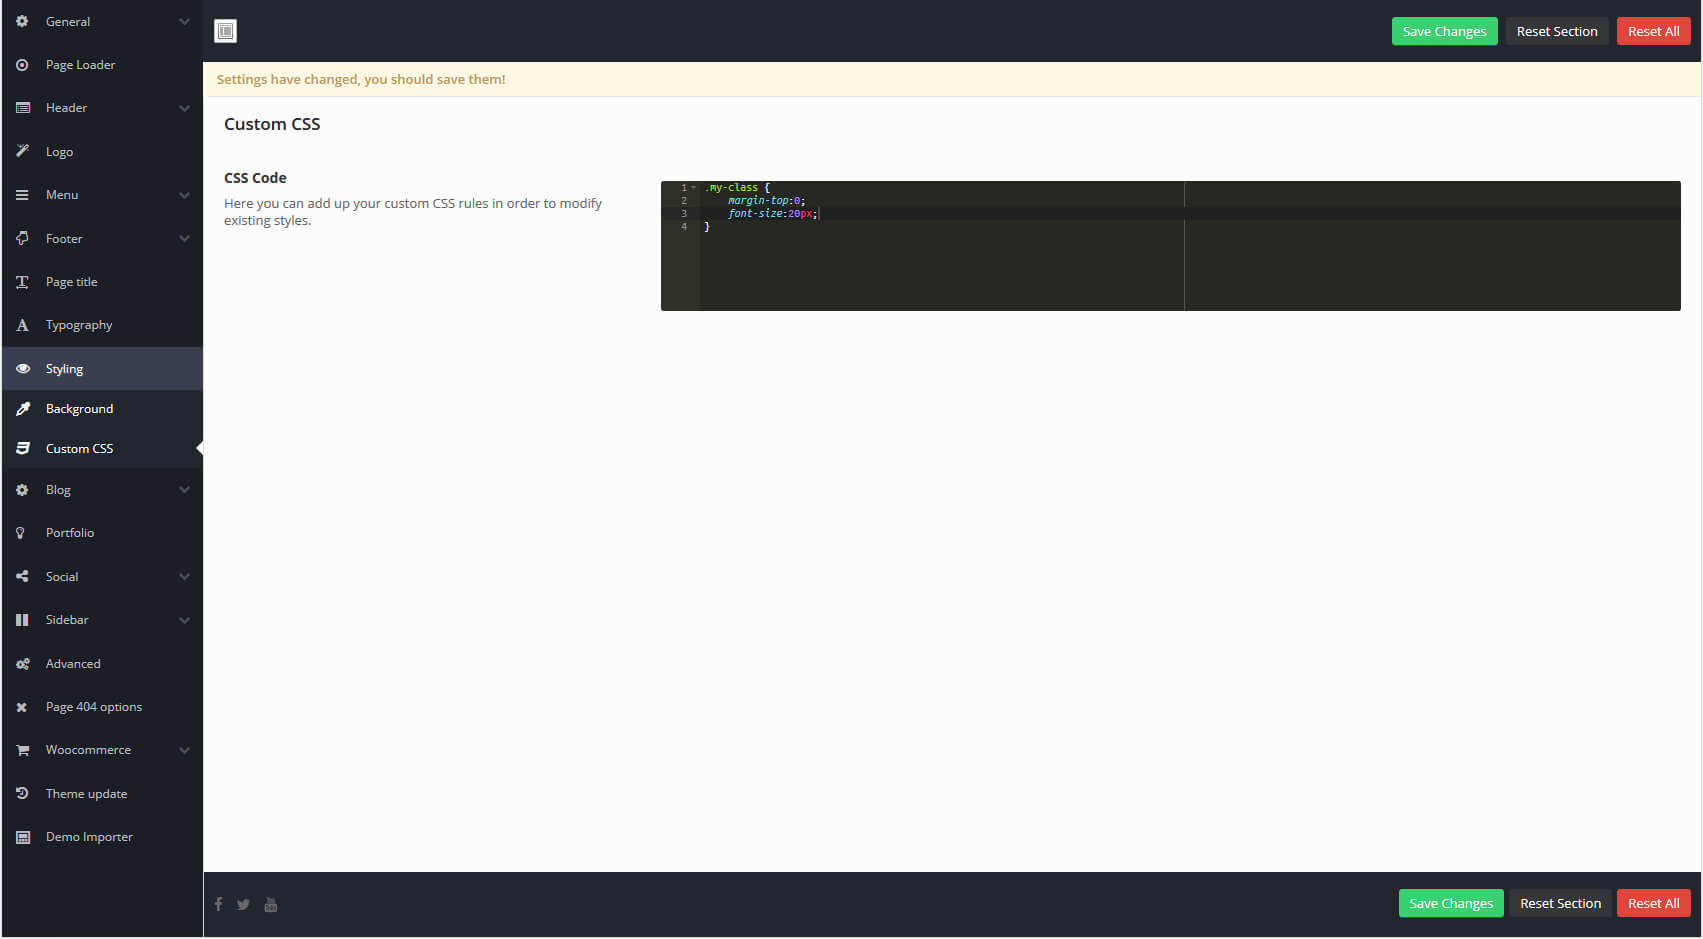 General
Page Loader
Header
Logo
Menu
Footer
Page title
Typography
Styling
Background
Custom CSS
Blog
Portfolio
Social
Sidebar
Advanced
Page 404 options
Woocommerce
Theme update
Demo Importer
Save Changes Reset Section Reset All
Settings have changed, you should save them!
Custom CSS
CSS Code
Here you can add up your custom CSS rules in order to modify
existing styles.
1 .my-class {
2 margin-top:0;
3 font-size:20px;
4 }
Save Changes Reset Section Reset All